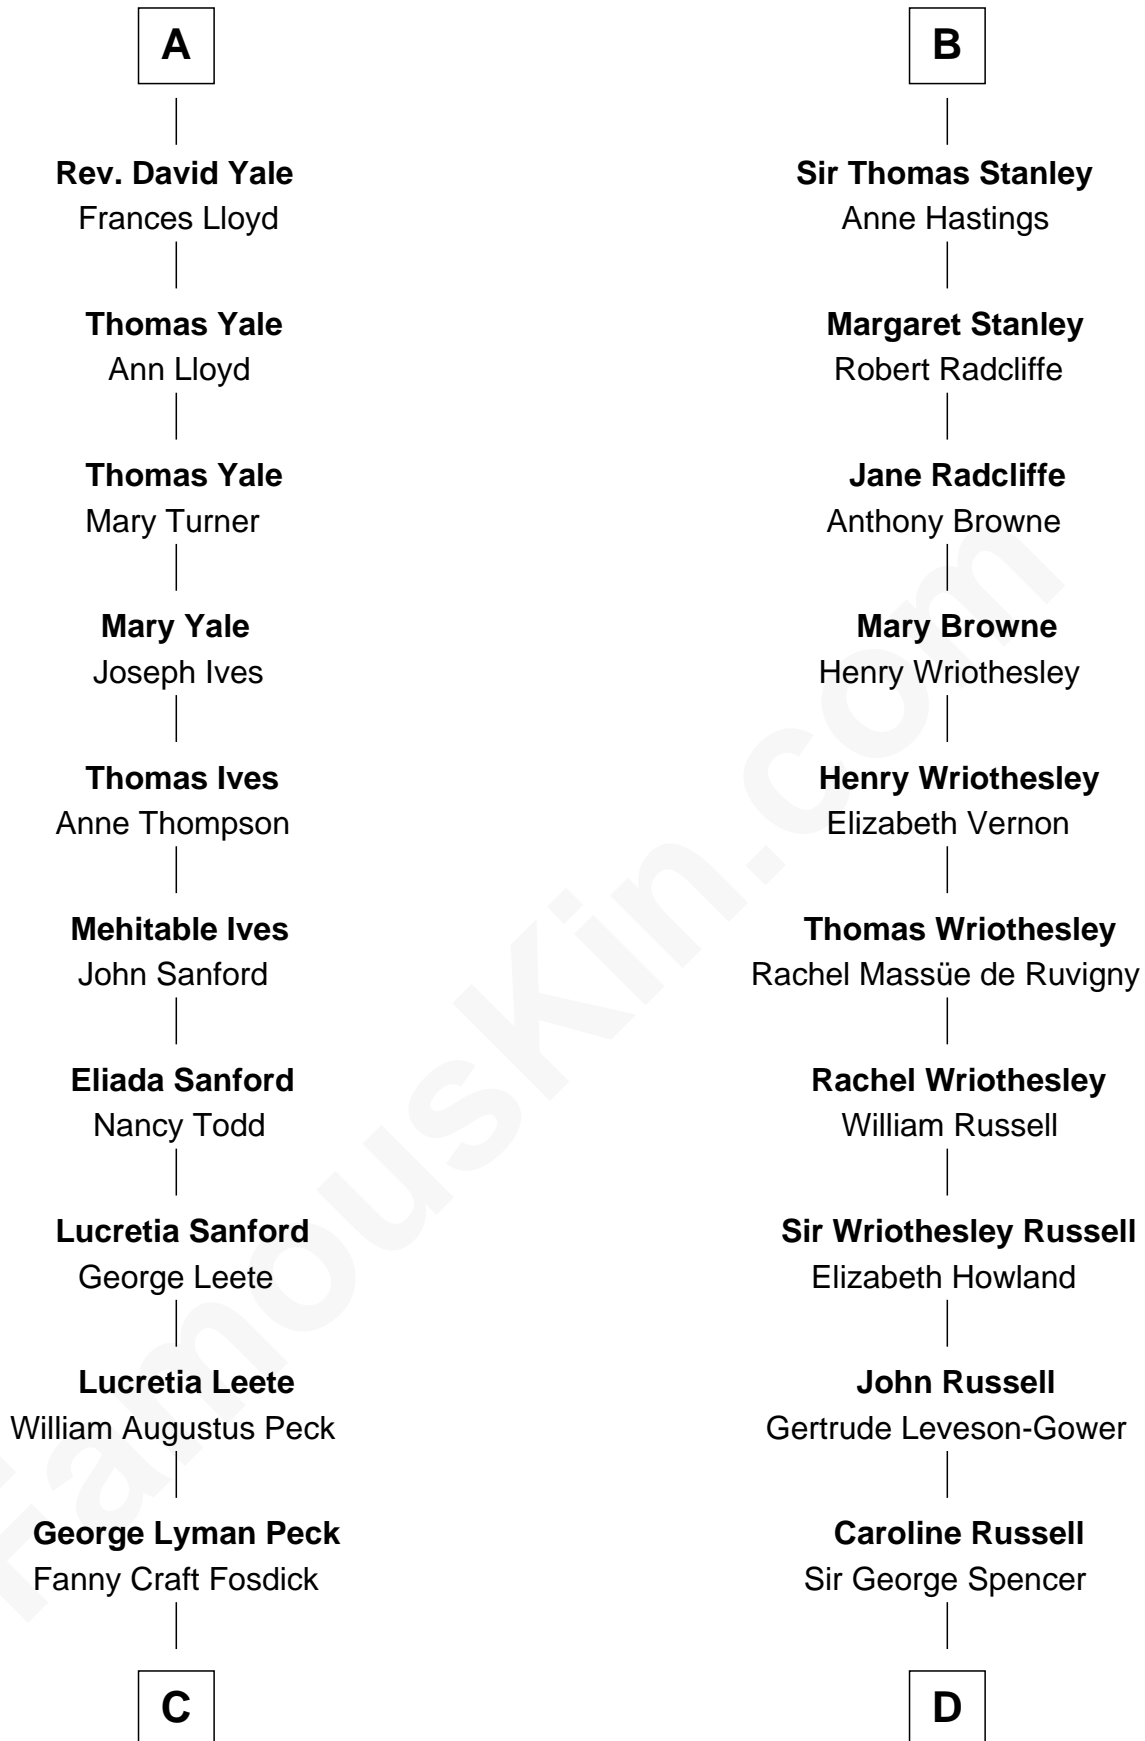 A
Rev. David Yale
Frances Lloyd
Thomas Yale
Ann Lloyd
Thomas Yale
Mary Turner
Mary Yale
Joseph Ives
Thomas Ives
Anne Thompson
Mehitable Ives
John Sanford
Eliada Sanford
Nancy Todd
Lucretia Sanford
George Leete
Lucretia Leete
William Augustus Peck
George Lyman Peck
Fanny Craft Fosdick
C
B
Sir Thomas Stanley
Anne Hastings
Margaret Stanley
Robert Radcliffe
Jane Radcliffe
Anthony Browne
Mary Browne
Henry Wriothesley
Henry Wriothesley
Elizabeth Vernon
Thomas Wriothesley
Rachel Massüe de Ruvigny
Rachel Wriothesley
William Russell
Sir Wriothesley Russell
Elizabeth Howland
John Russell
Gertrude Leveson-Gower
Caroline Russell
Sir George Spencer
D
FamousKin.com